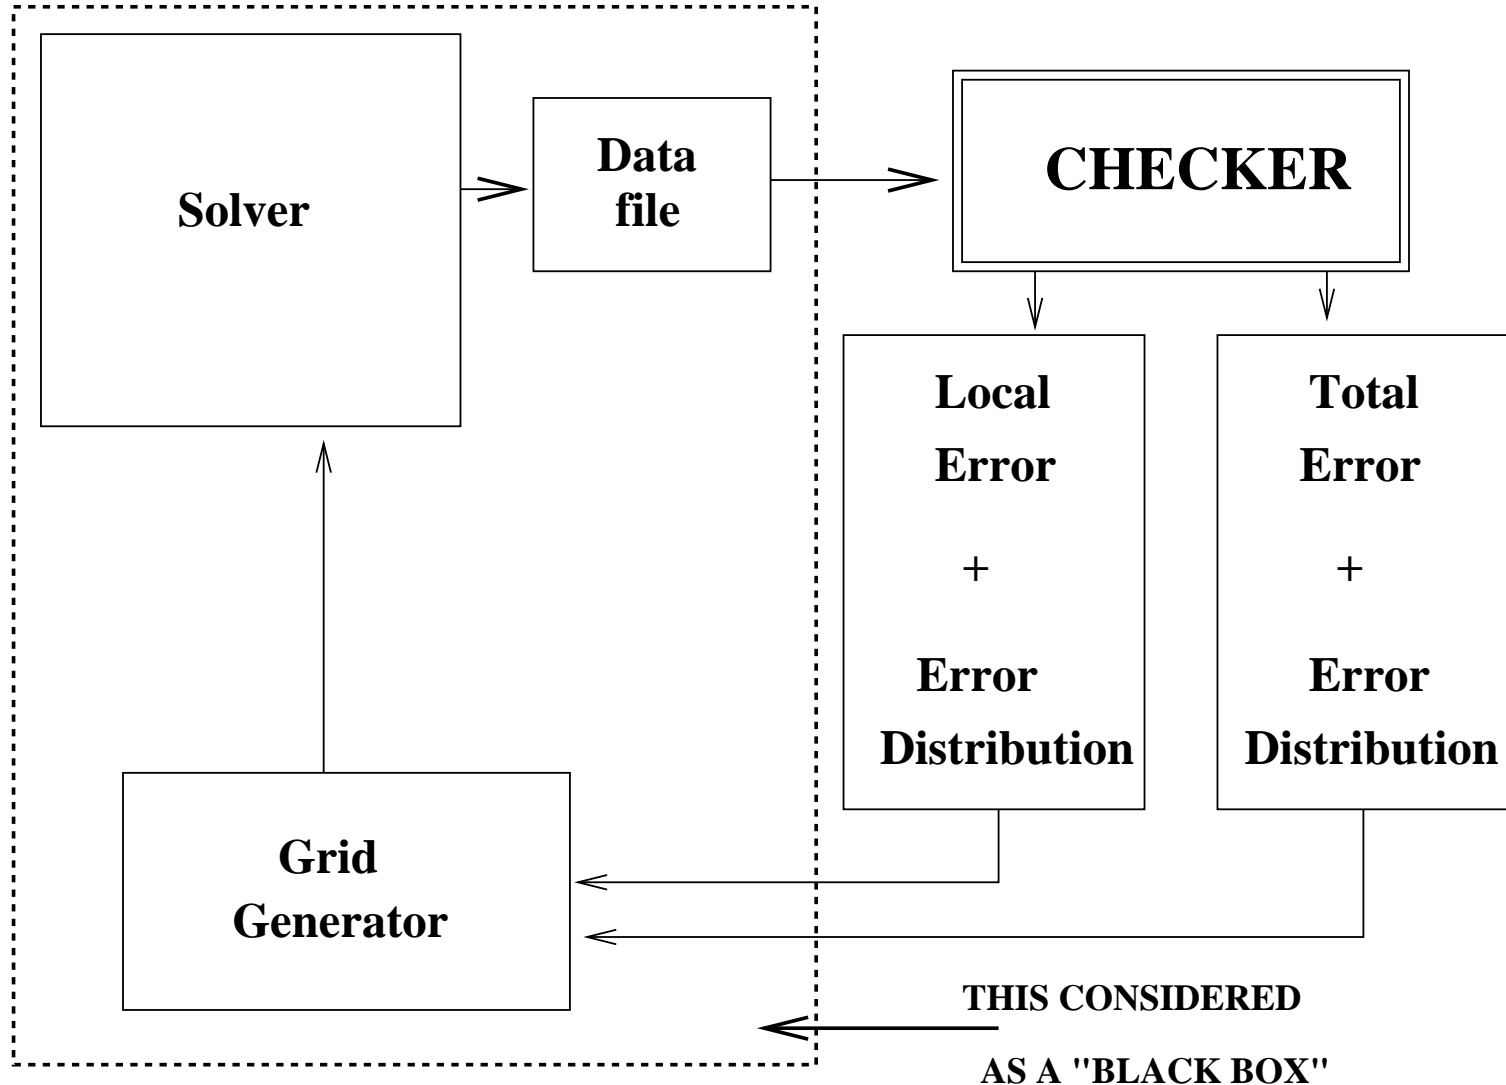 Solver
Data
file
CHECKER
Local
Error
+
Error
Distribution
Total
Error
+
Error
Distribution
Grid
Generator
THIS CONSIDERED
AS A "BLACK BOX"